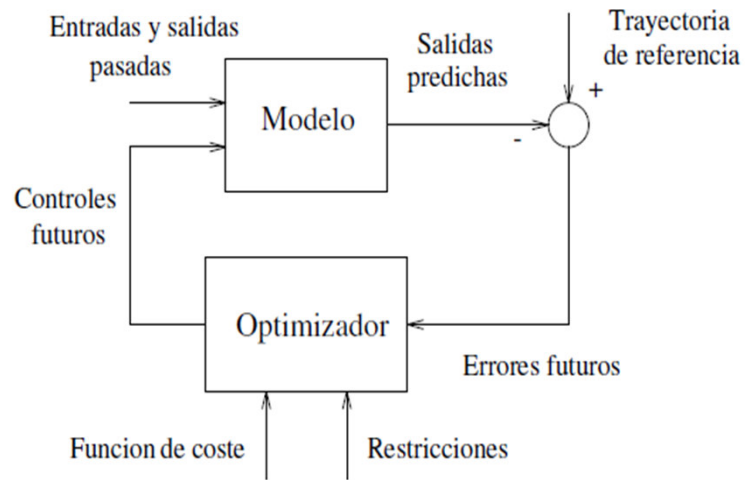 Entradas y salidas
pasadas
Salidas
predichas
Trayectoria
de referencia
+
Modelo
-
Controles
futuros
Optimizador
Errores futuros
Funcion de coste
Restricciones